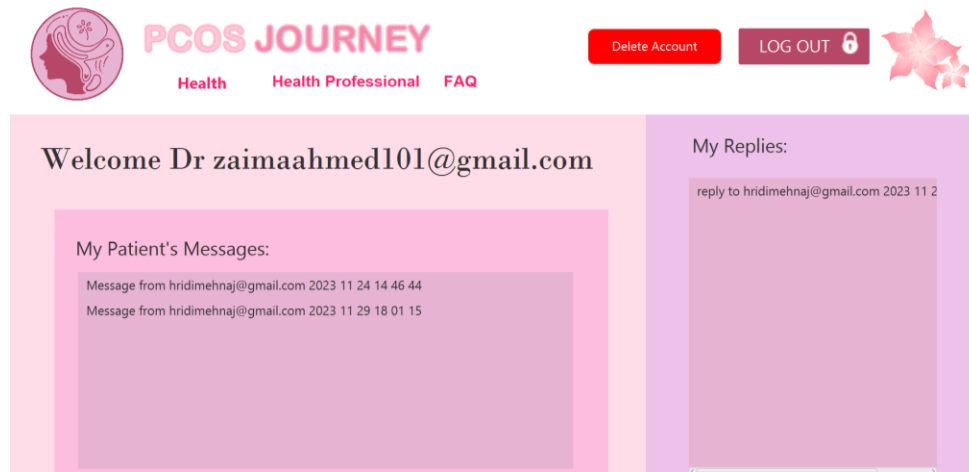 PCOS JOURNEY
Delete Account
LOG OUT
Health Health Professional FAQ
Welcome Dr zaimaahmed101@gmail.com
My Patient's Messages:
Message from hridimehnaj@gmail.com 2023 11 24 14 46 44
Message from hridimehnaj@gmail.com 2023 11 29 18 01 15
My Replies:
reply to hridimehnaj@gmail.com 2023 11 2